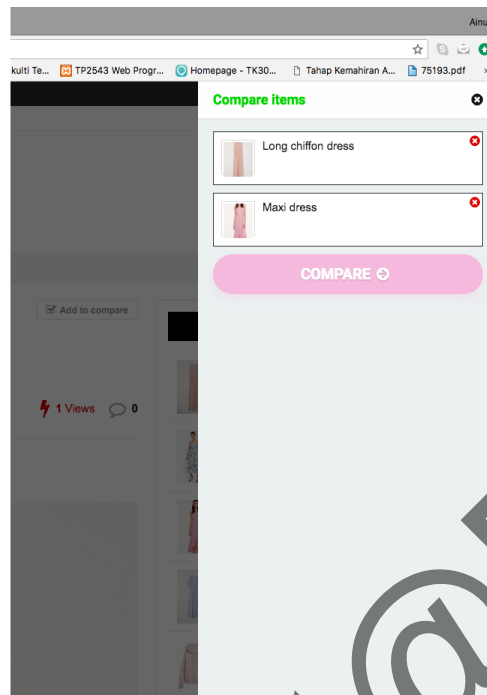 Ainu
kulti Te... TP2543 Web Progr... Homepage - TK30... Tahap Kemahiran A... 75193.pdf
Compare items
Long chiffon dress
Maxi dress
COMPARE
Add to compare
1 Views 0
@